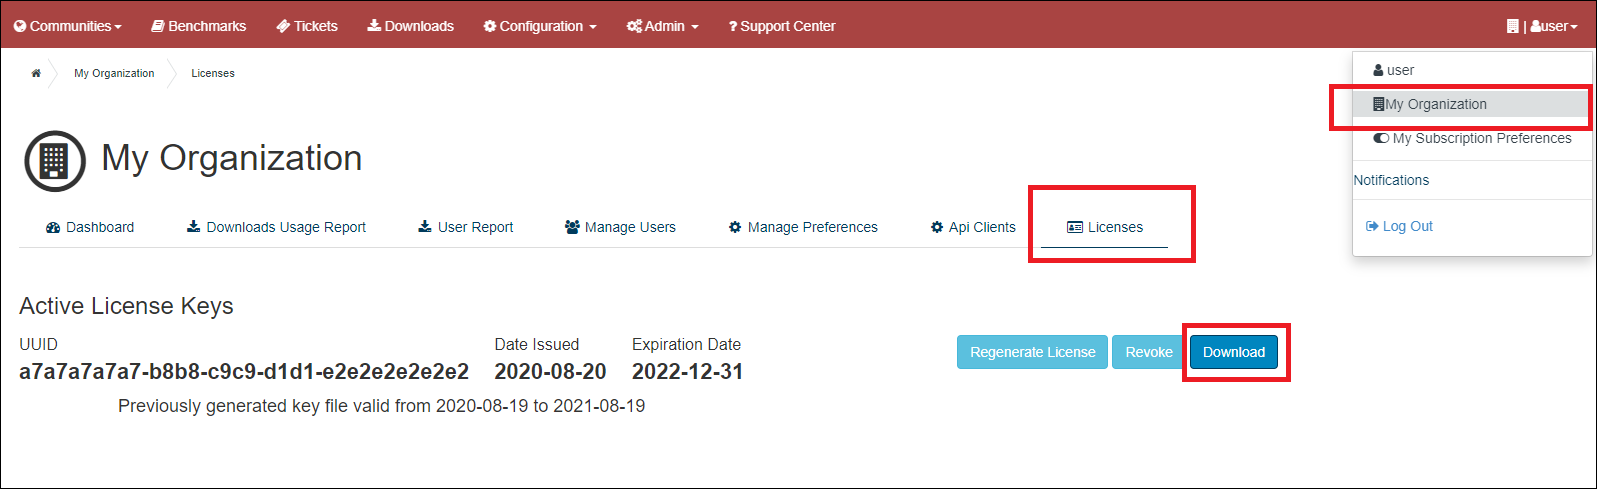 Communities Benchmarks Tickets Downloads Configuration Admin ? Support Center | user
My Organization Licenses
user
My Organization
My Subscription Preferences
Notifications
Log Out
My Organization
Dashboard Downloads Usage Report User Report Manage Users Manage Preferences Api Clients Licenses
Active License Keys
UUID Date Issued Expiration Date
a7a7a7a7a7-b8b8-c9c9-d1d1-e2e2e2e2e2e2 2020-08-20 2022-12-31
Regenerate License Revoke Download
Previously generated key file valid from 2020-08-19 to 2021-08-19